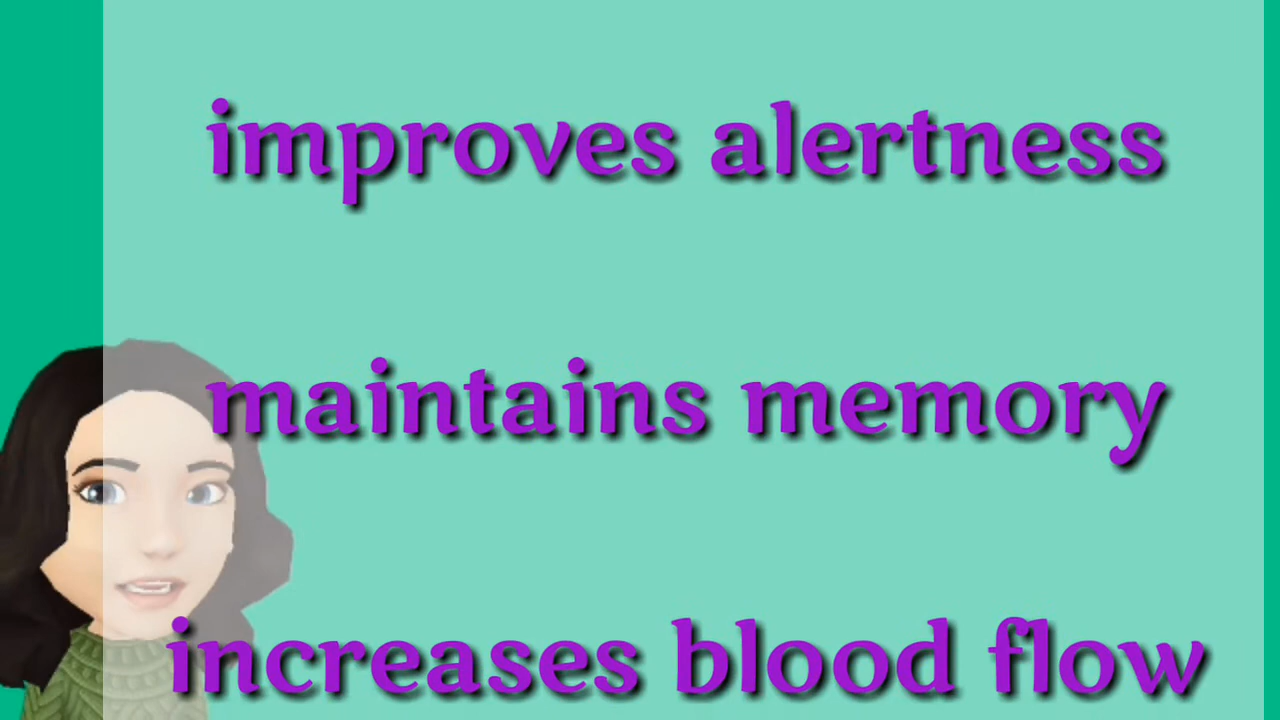 improves alertness
maintains memory
increases blood flow